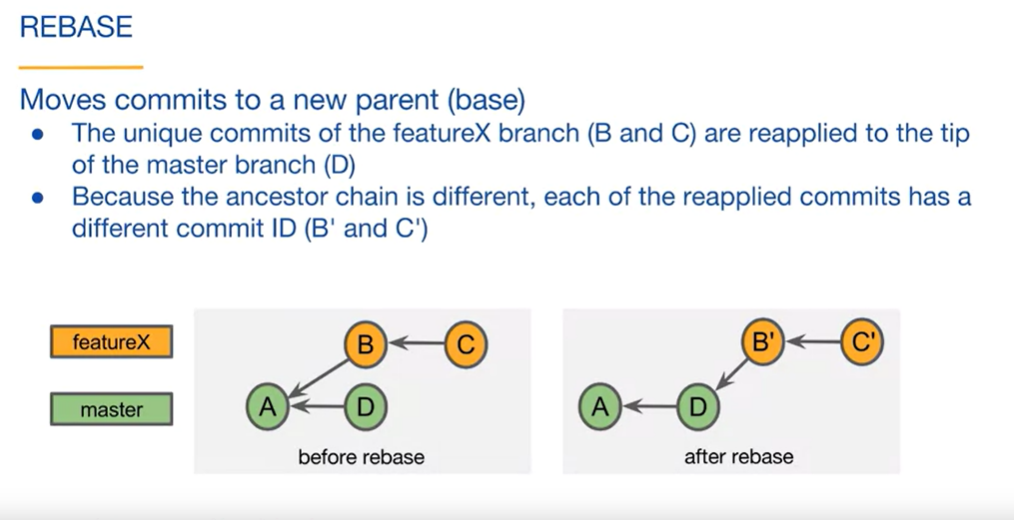 REBASE
Moves commits to a new parent (base)
● The unique commits of the featureX branch (B and C) are reapplied to the tip
of the master branch (D)
● Because the ancestor chain is different, each of the reapplied commits has a
different commit ID (B' and C')
featureX
B C
B' C'
master
A D
A D
before rebase
after rebase